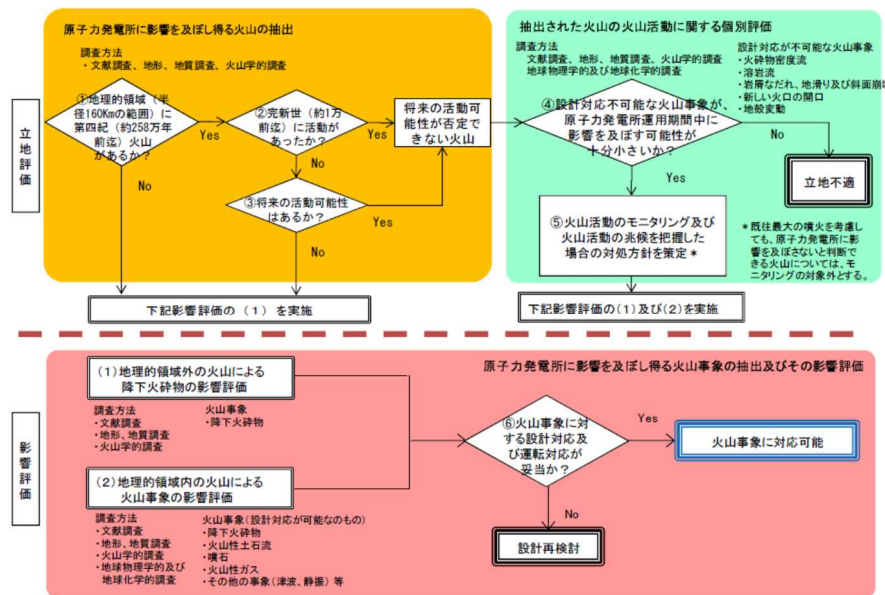 原子力発電所に影響を及ぼし得る火山の抽出
調査方法
・文献調査、地形、地質調査、火山学的調査
①地理的領域（半
径160Kmの範囲）に
第四紀（約258万年
前迄）火山
があるか？
Yes
No
②完新世（約1万
前迄）に活動が
あったか？
Yes
No
③将来の活動可能性
はあるか？
Yes
No
将来の活動可
能性が否定で
きない火山
立地評価
下記影響評価の（1）を実施
抽出された火山の火山活動に関する個別評価
調査方法
文献調査、地形、地質調査、火山学的調査
地球物理学的及び地球化学的調査
設計対応が不可能な火山事象
・火砕物密度流
・溶岩流
・岩屑なだれ、地滑り及び斜面崩壊
・新しい火口の開口
・地殻変動
④設計対応不可能な火山事象が、
原子力発電所運用期間中に
影響を及ぼす可能性が
十分小さいか？
No
Yes
立地不適
⑤火山活動のモニタリング及び
火山活動の兆候を把握した
場合の対処方針を策定＊
＊既往最大の噴火を考慮し
ても、原子力発電所に影
響を及ぼさないと判断で
きる火山については、モ
ニタリングの対象外とする。
下記影響評価の(1)及び(2)を実施
原子力発電所に影響を及ぼし得る火山事象の抽出及びその影響評価
影響評価
（1）地理的領域外の火山による
降下火砕物の影響評価
調査方法
・文献調査
・地形、地質調査
・火山学的調査
火山事象
・降下火砕物
（2）地理的領域内の火山による
火山事象の影響評価
調査方法
・文献調査
・地形、地質調査
・火山学的調査
・地球物理学的及び
地球化学的調査
火山事象（設計対応が可能なもの）
・降下火砕物
・火山性土石流
・噴石
・火山性ガス
・その他の事象（津波、静振）等
⑥火山事象に対
する設計対応及
び運転対応が
妥当か？
Yes
No
火山事象に対応可能
設計再検討